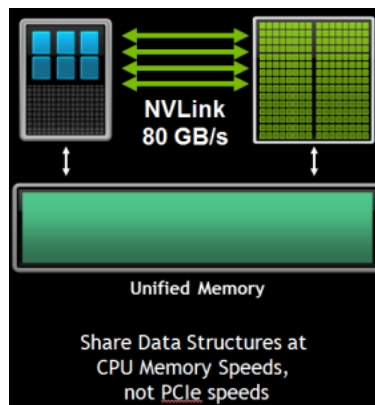 NVLink
80 GB/s
Unified Memory
Share Data Structures at
CPU Memory Speeds,
not PCIe speeds